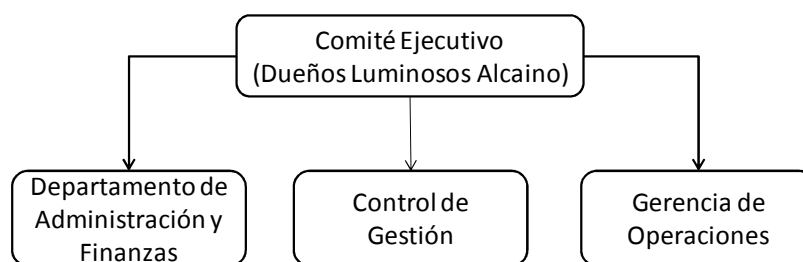 Comité Ejecutivo
(Dueños Luminosos Alcaino)
Departamento de
Administración y
Finanzas
Control de
Gestión
Gerencia de
Operaciones